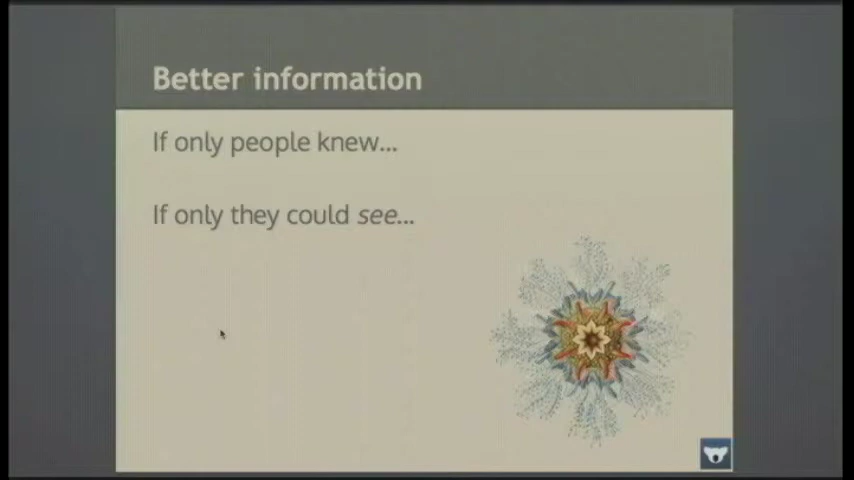 Better information
If only people knew...
If only they could see...